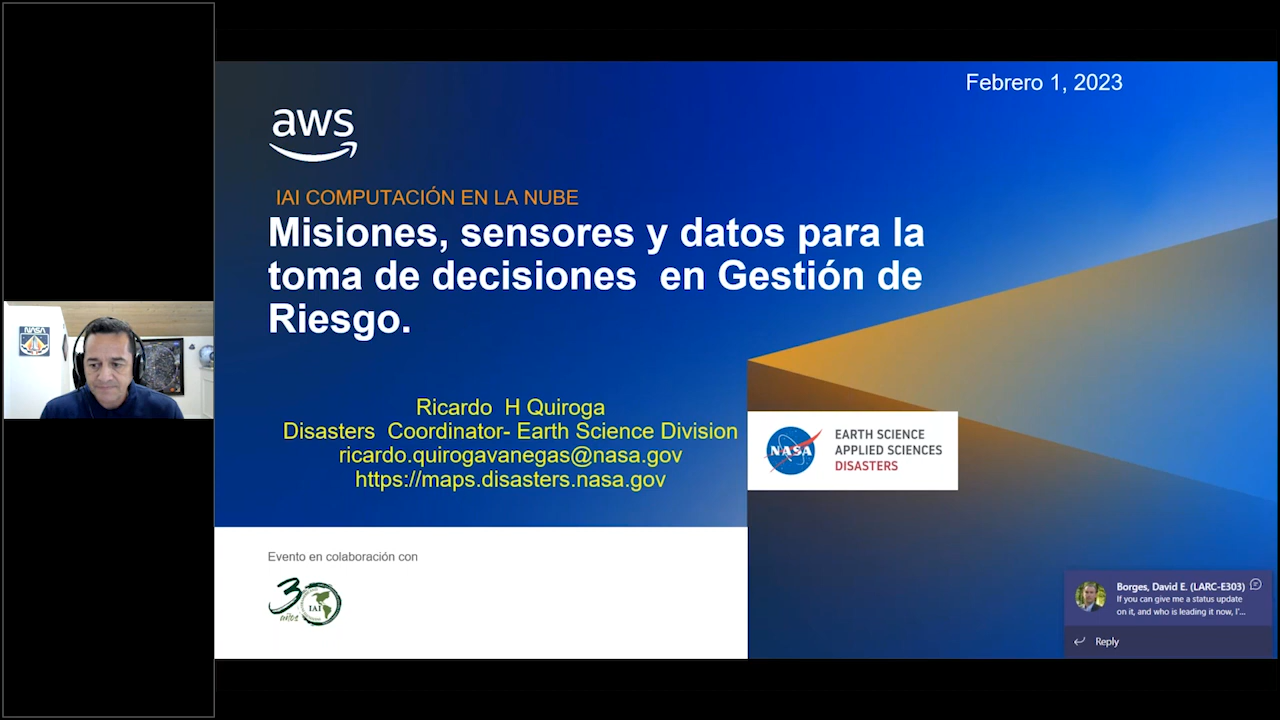 Febrero 1, 2023
aws
IAI COMPUTACIÓN EN LA NUBE
Misiones, sensores y datos para la
toma de decisiones en Gestión de
Riesgo.
NASA
Ricardo H Quiroga
Disasters Coordinator- Earth Science Division
ricardo.quirogavanegas@nasa.gov
https://maps.disasters.nasa.gov
NASA
EARTH SCIENCE
APPLIED SCIENCES
DISASTERS
Evento en colaboración con
30
años
IAI
Borges, David E. (LARC-E303)
If you can give me a status update
on it, and who is leading it now, I'...
Reply